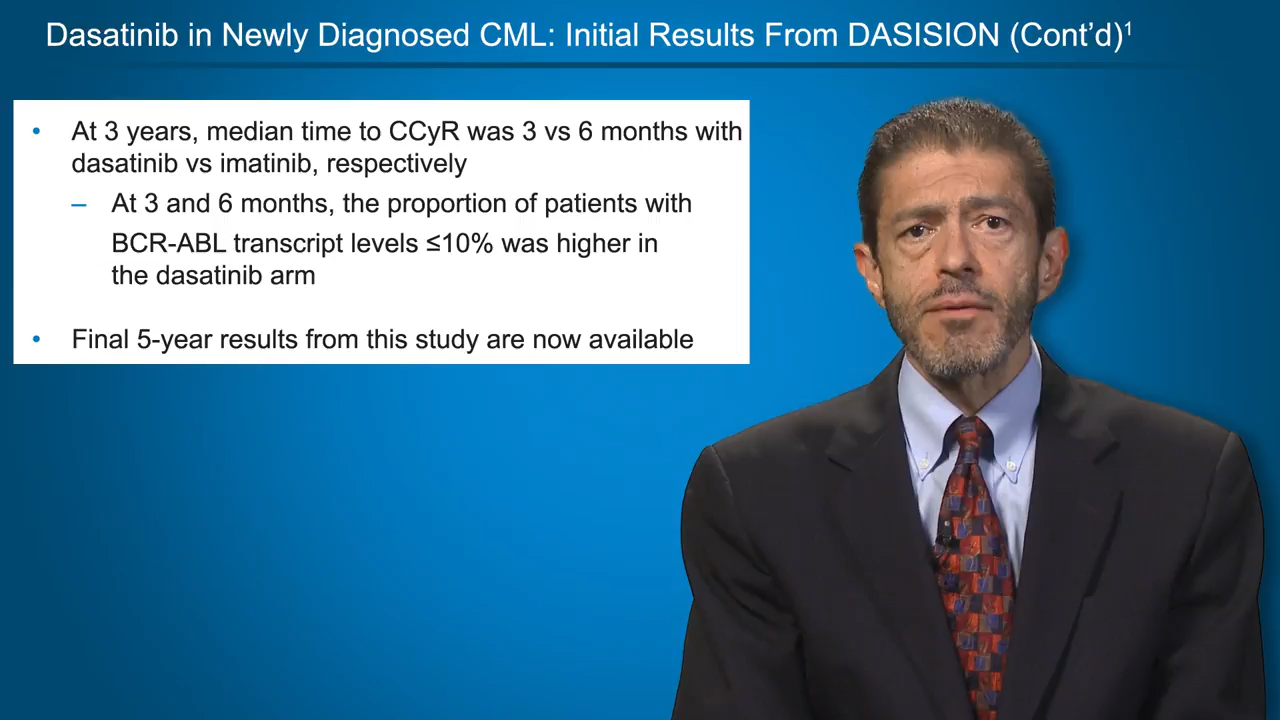 Dasatinib in Newly Diagnosed CML: Initial Results From DASISION (Cont’d)¹
• At 3 years, median time to CCyR was 3 vs 6 months with
dasatinib vs imatinib, respectively
– At 3 and 6 months, the proportion of patients with
BCR-ABL transcript levels ≤10% was higher in
the dasatinib arm
• Final 5-year results from this study are now available